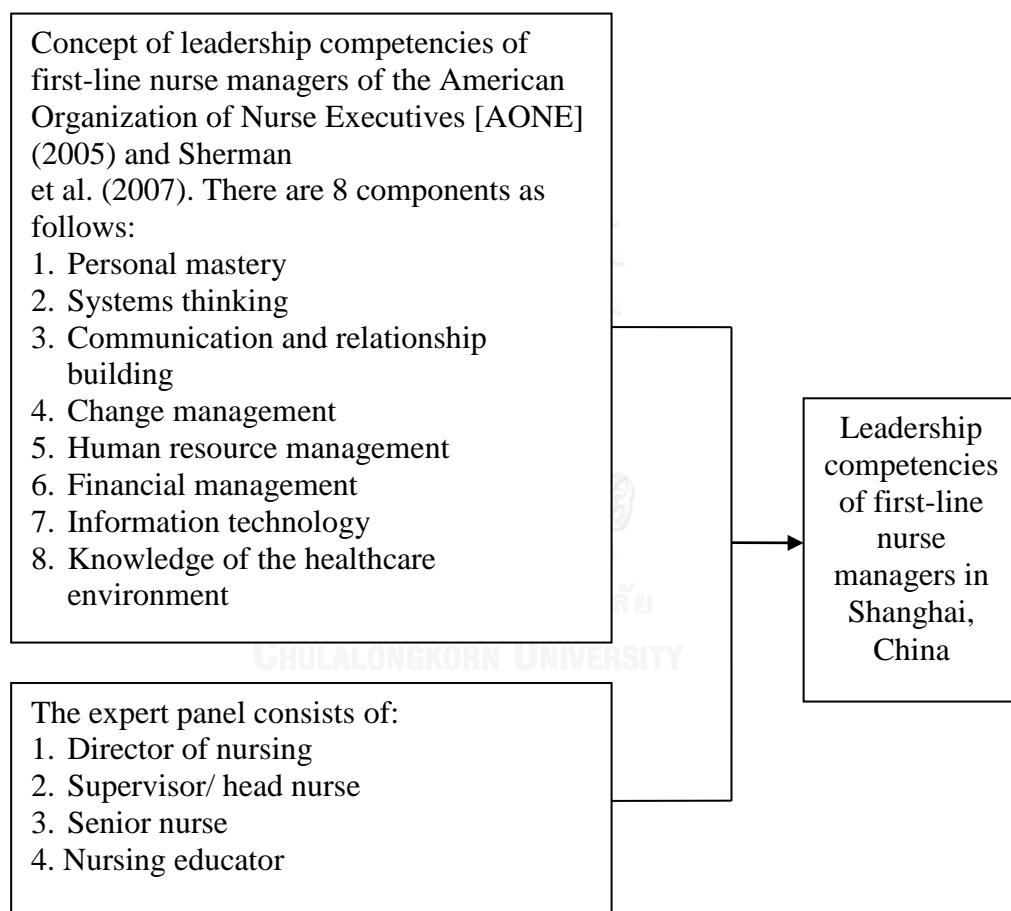 Concept of leadership competencies of
first-line nurse managers of the American
Organization of Nurse Executives [AONE]
(2005) and Sherman
et al. (2007). There are 8 components as
follows:
1. Personal mastery
2. Systems thinking
3. Communication and relationship
building
4. Change management
5. Human resource management
6. Financial management
7. Information technology
8. Knowledge of the healthcare
environment
CHULALONGKORN UNIVERSITY
The expert panel consists of:
1. Director of nursing
2. Supervisor/ head nurse
3. Senior nurse
4. Nursing educator
Leadership
competencies
of first-line
nurse
managers in
Shanghai,
China